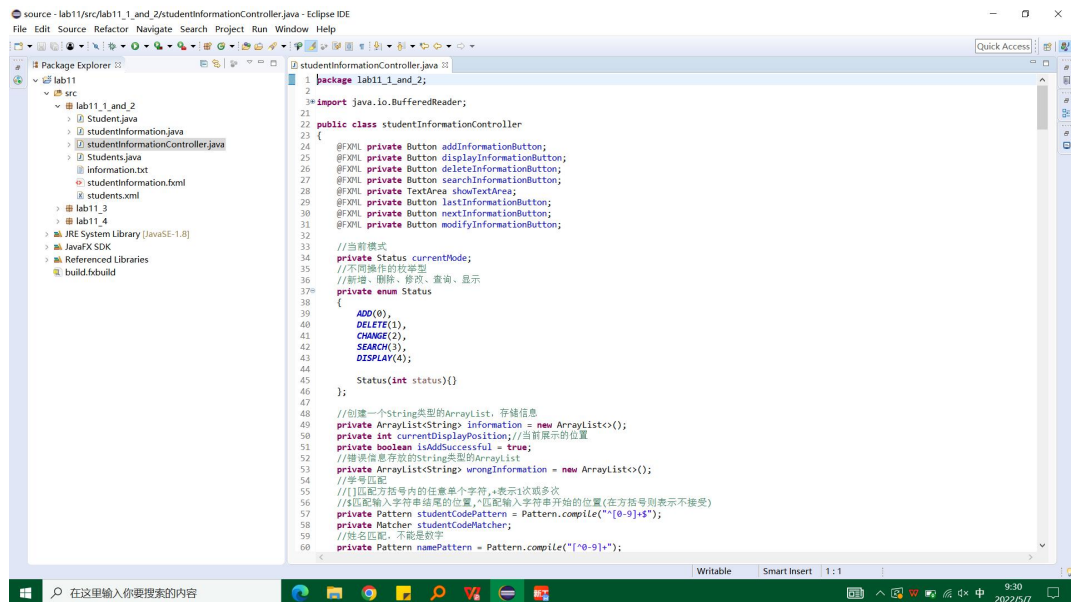 source - lab11/src/lab11_1_and_2/studentInformationController.java - Eclipse IDE
File Edit Source Refactor Navigate Search Project Run Window Help
Quick Access
Package Explorer
studentInformationController.java
lab11
src
lab11_1_and_2
Student.java
studentInformation.java
studentInformationController.java
Students.java
information.txt
studentInformation.fxml
students.xml
lab11_3
lab11_4
JRE System Library [JavaSE-1.8]
JavaFX SDK
Referenced Libraries
build.fxbuild
1 package lab11_1_and_2;
2
3 import java.io.BufferedReader;
21
22 public class studentInformationController
23 {
24 @FXML private Button addInformationButton;
25 @FXML private Button displayInformationButton;
26 @FXML private Button deleteInformationButton;
27 @FXML private Button searchInformationButton;
28 @FXML private TextArea showTextArea;
29 @FXML private Button lastInformationButton;
30 @FXML private Button nextInformationButton;
31 @FXML private Button modifyInformationButton;
32
33 //当前模式
34 private Status currentMode;
35 //不同操作的枚举型
36 //新增、删除、修改、查询、显示
37 private enum Status
38 {
39 ADD(0),
40 DELETE(1),
41 CHANGE(2),
42 SEARCH(3),
43 DISPLAY(4);
44
45 Status(int status){}
46 };
47
48 //创建一个String类型的ArrayList，存储信息
49 private ArrayList<String> information = new ArrayList<>();
50 private int currentDisplayPosition;//当前展示的位置
51 private boolean isAddSuccessful = true;
52 //错误信息存放的String类型的ArrayList
53 private ArrayList<String> wrongInformation = new ArrayList<>();
54 //学号匹配
55 //[]匹配方括号内的任意单个字符,+表示1次或多次
56 //$匹配输入字符串结尾的位置,^匹配输入字符串开始的位置(在方括号则表示不接受)
57 private Pattern studentCodePattern = Pattern.compile("^[0-9]+$");
58 private Matcher studentCodeMatcher;
59 //姓名匹配，不能是数字
60 private Pattern namePattern = Pattern.compile("[^0-9]+");
Writable Smart Insert 1 : 1
在这里输入你要搜索的内容
中
9:30
2022/5/7